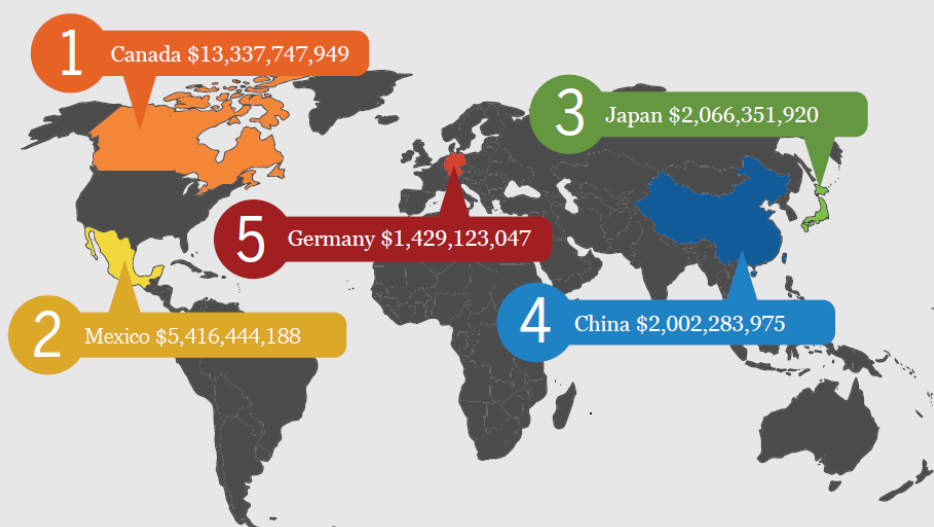 1 Canada $13,337,747,949
2 Mexico $5,416,444,188
3 Japan $2,066,351,920
4 China $2,002,283,975
5 Germany $1,429,123,047